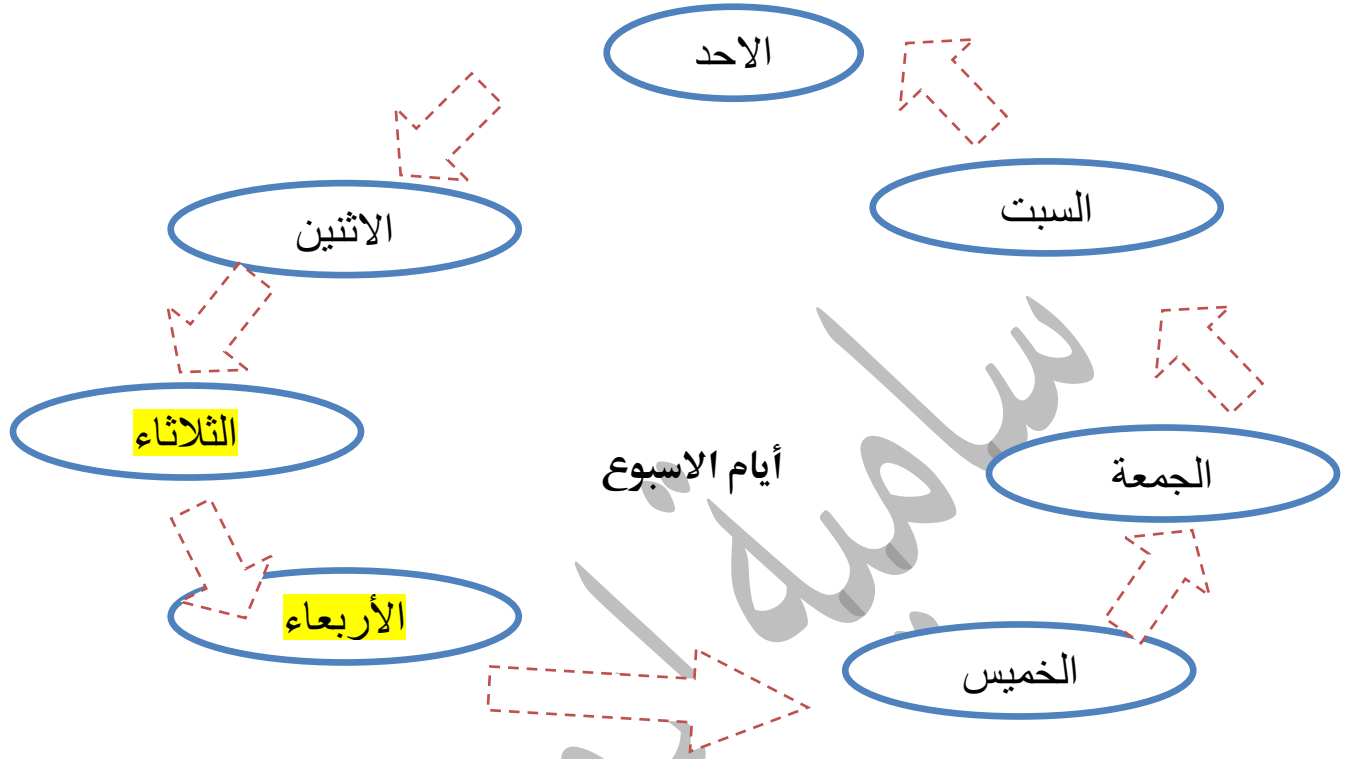 الاحد
الاثنين
الثلاثاء
الأربعاء
الخميس
الجمعة
السبت
أيام الاسبوع
سامية